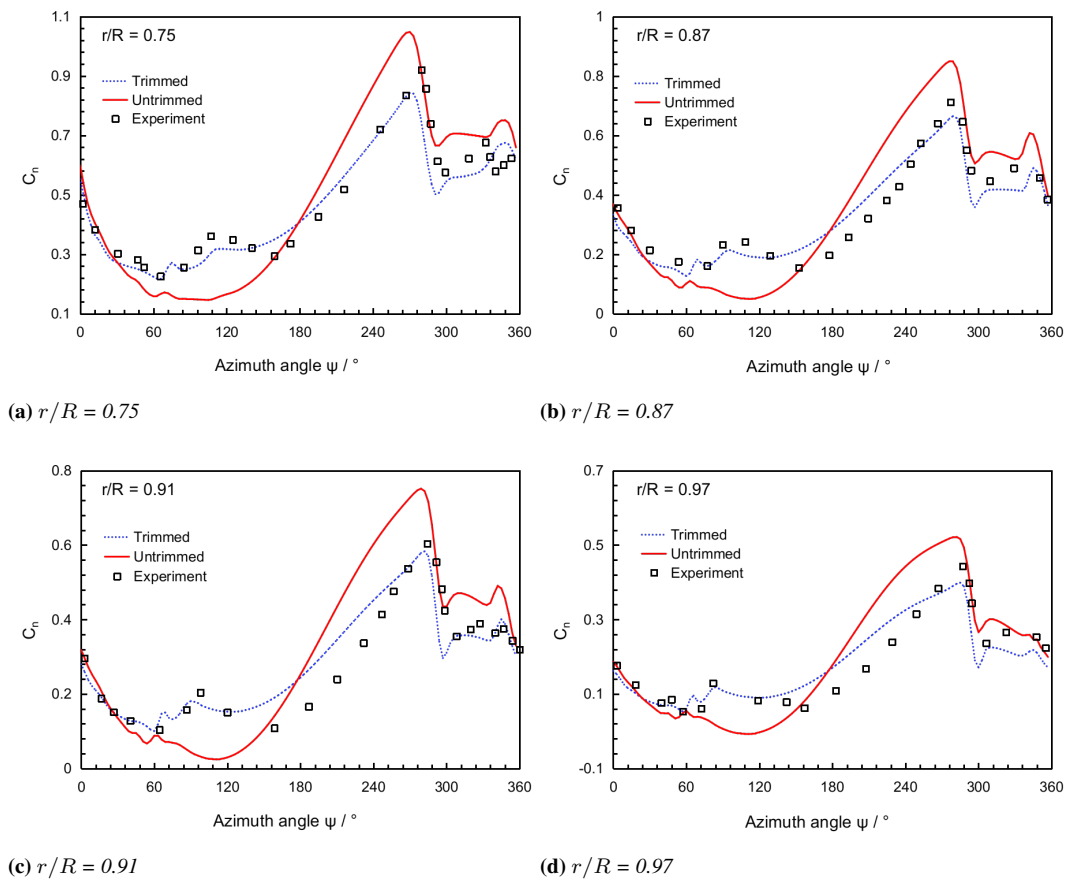 r/R = 0.75
Trimmed
Untrimmed
Experiment
Cn
1.1
0.9
0.7
0.5
0.3
0.1
0 60 120 180 240 300 360
Azimuth angle ψ / °
(a) r/R = 0.75
r/R = 0.87
Trimmed
Untrimmed
Experiment
Cn
1
0.8
0.6
0.4
0.2
0
0 60 120 180 240 300 360
Azimuth angle ψ / °
(b) r/R = 0.87
r/R = 0.91
Trimmed
Untrimmed
Experiment
Cn
0.8
0.6
0.4
0.2
0
0 60 120 180 240 300 360
Azimuth angle ψ / °
(c) r/R = 0.91
r/R = 0.97
Trimmed
Untrimmed
Experiment
Cn
0.7
0.5
0.3
0.1
-0.1
0 60 120 180 240 300 360
Azimuth angle ψ / °
(d) r/R = 0.97